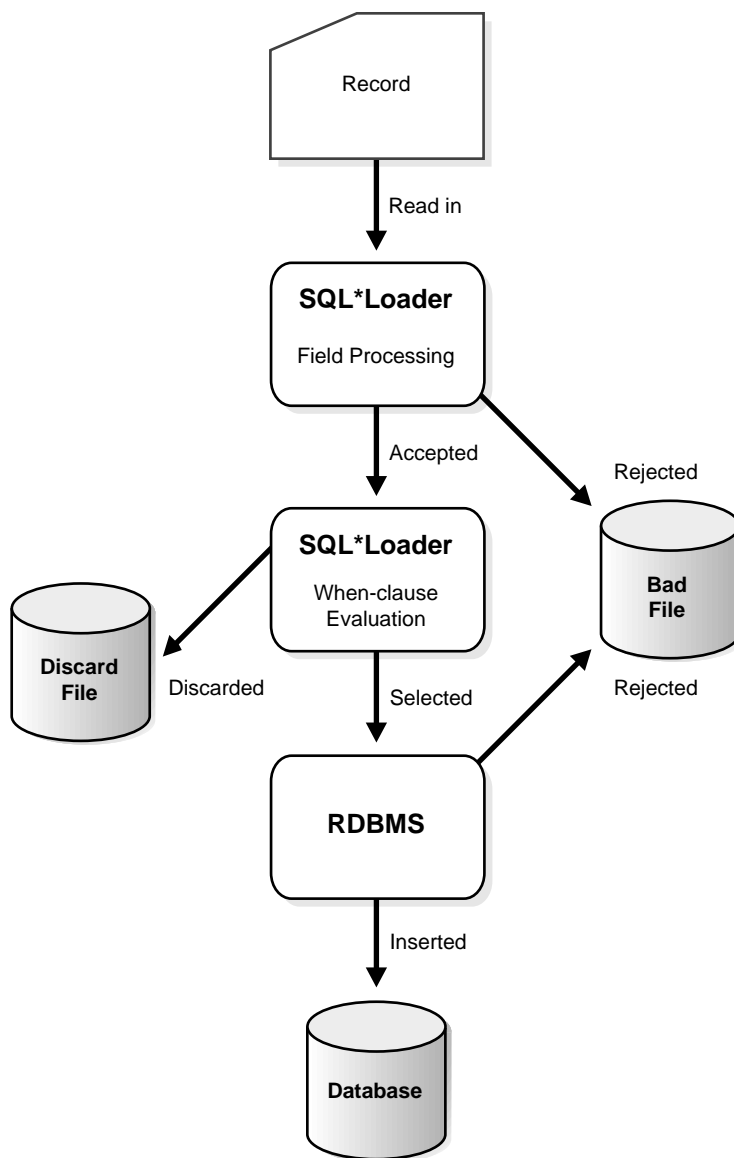 Record
Read in
SQL*Loader
Field Processing
Accepted
Rejected
SQL*Loader
When-clause
Evaluation
Bad
File
Discard
File
Discarded
Selected
Rejected
RDBMS
Inserted
Database